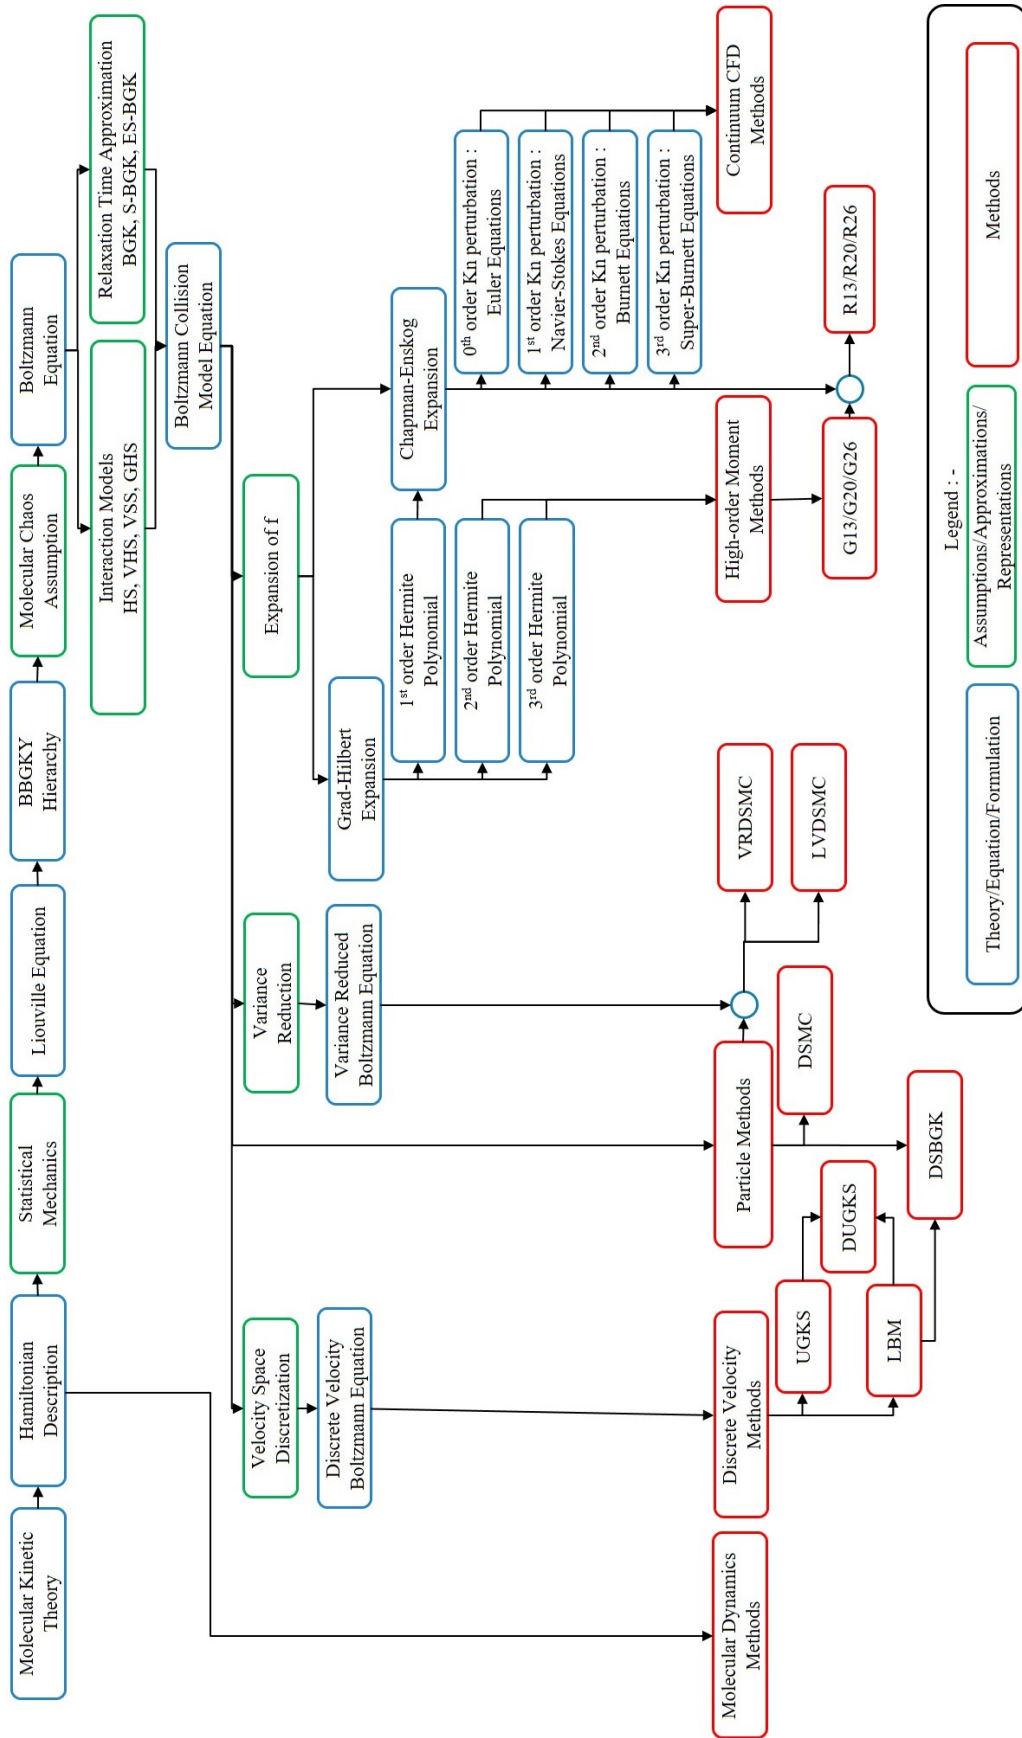 Molecular Kinetic
Theory
Hamiltonian
Description
Statistical
Mechanics
Liouville Equation
BBGKY
Hierarchy
Molecular Chaos
Assumption
Boltzmann
Equation
Interaction Models
HS, VHS, VSS, GHS
Relaxation Time Approximation
BGK, S-BGK, ES-BGK
Boltzmann Collision
Model Equation
Velocity Space
Discretization
Variance
Reduction
Expansion of f
Discrete Velocity
Boltzmann Equation
Variance Reduced
Boltzmann Equation
Grad-Hilbert
Expansion
Chapman-Enskog
Expansion
1st order Hermite
Polynomial
2nd order Hermite
Polynomial
3rd order Hermite
Polynomial
0th order Kn perturbation :
Euler Equations
1st order Kn perturbation :
Navier-Stokes Equations
2nd order Kn perturbation :
Burnett Equations
3rd order Kn perturbation :
Super-Burnett Equations
Molecular Dynamics
Methods
Discrete Velocity
Methods
Particle Methods
VRDSMC
LVDSMC
High-order Moment
Methods
Continuum CFD
Methods
UGKS
DUGKS
LBM
DSMC
DSBGK
G13/G20/G26
R13/R20/R26
Legend : -
Theory/Equation/Formulation
Assumptions/Approximations/
Representations
Methods